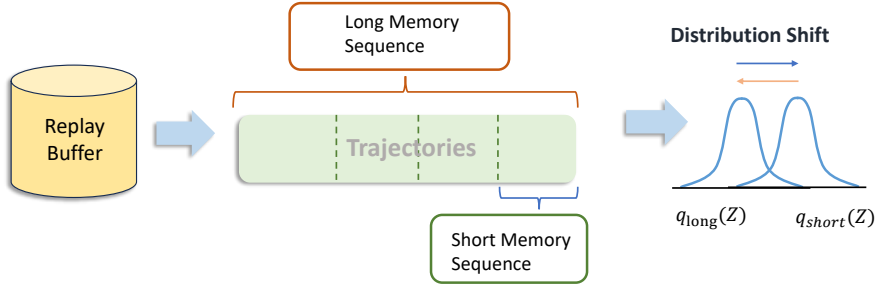 Long Memory
Sequence
Distribution Shift
Replay
Buffer
Trajectories
Short Memory
Sequence
q_long(Z)
q_short(Z)